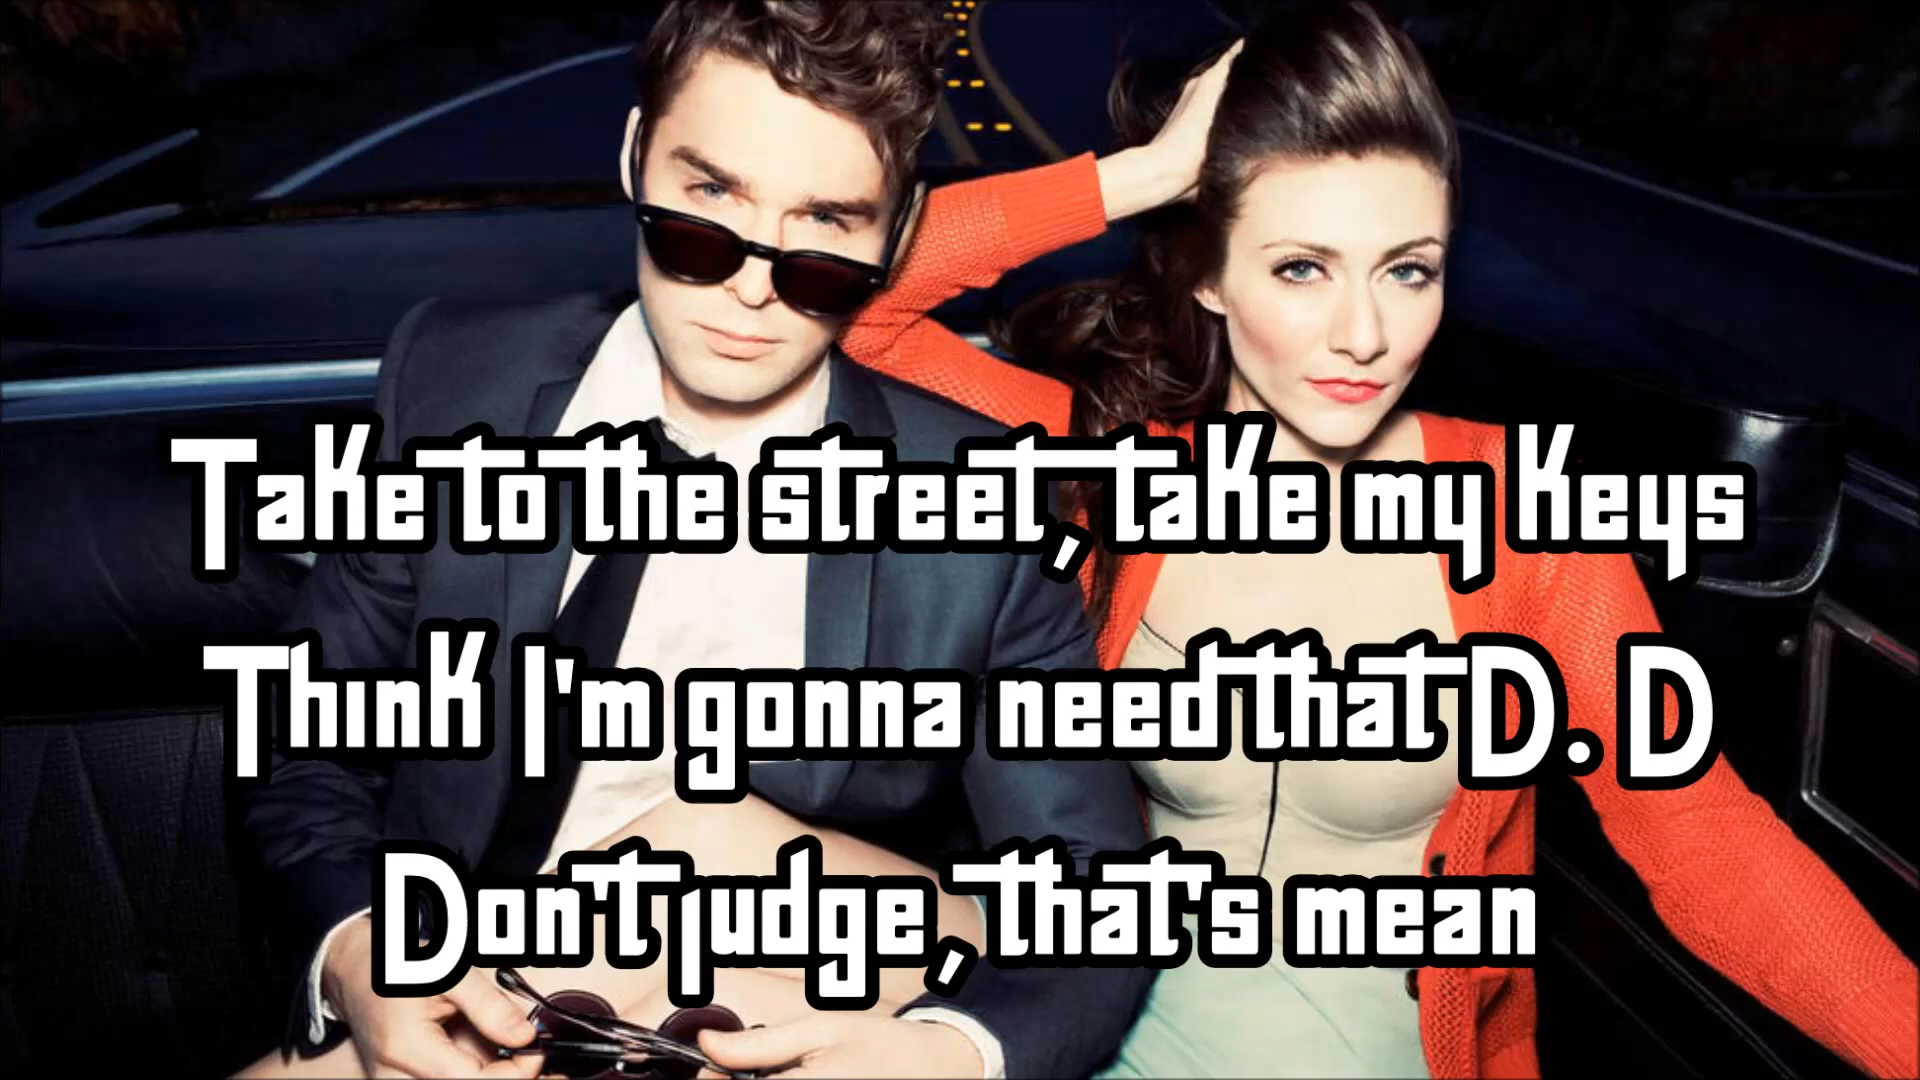 Take to the street, take my keys
Think I'm gonna need that D. D
Don't judge, that's mean